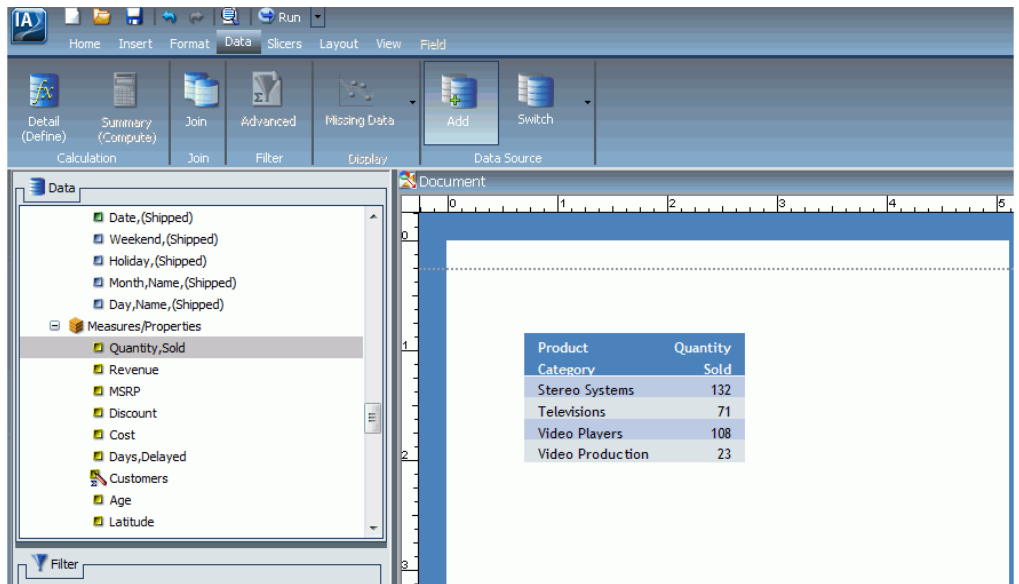 IA
Run
Home Insert Format Data Slicers Layout View Field
Detail
(Define)
Summary
(Compute)
Join
Advanced
Missing Data
Add
Switch
Calculation Join Filter Display Data Source
Data
Date,(Shipped)
Weekend,(Shipped)
Holiday,(Shipped)
Month,Name,(Shipped)
Day,Name,(Shipped)
Measures/Properties
Quantity,Sold
Revenue
MSRP
Discount
Cost
Days,Delayed
Customers
Age
Latitude
Filter
Document
0 1 2 3 4 5
0
1
2
3
Product Quantity
Category Sold
Stereo Systems 132
Televisions 71
Video Players 108
Video Production 23